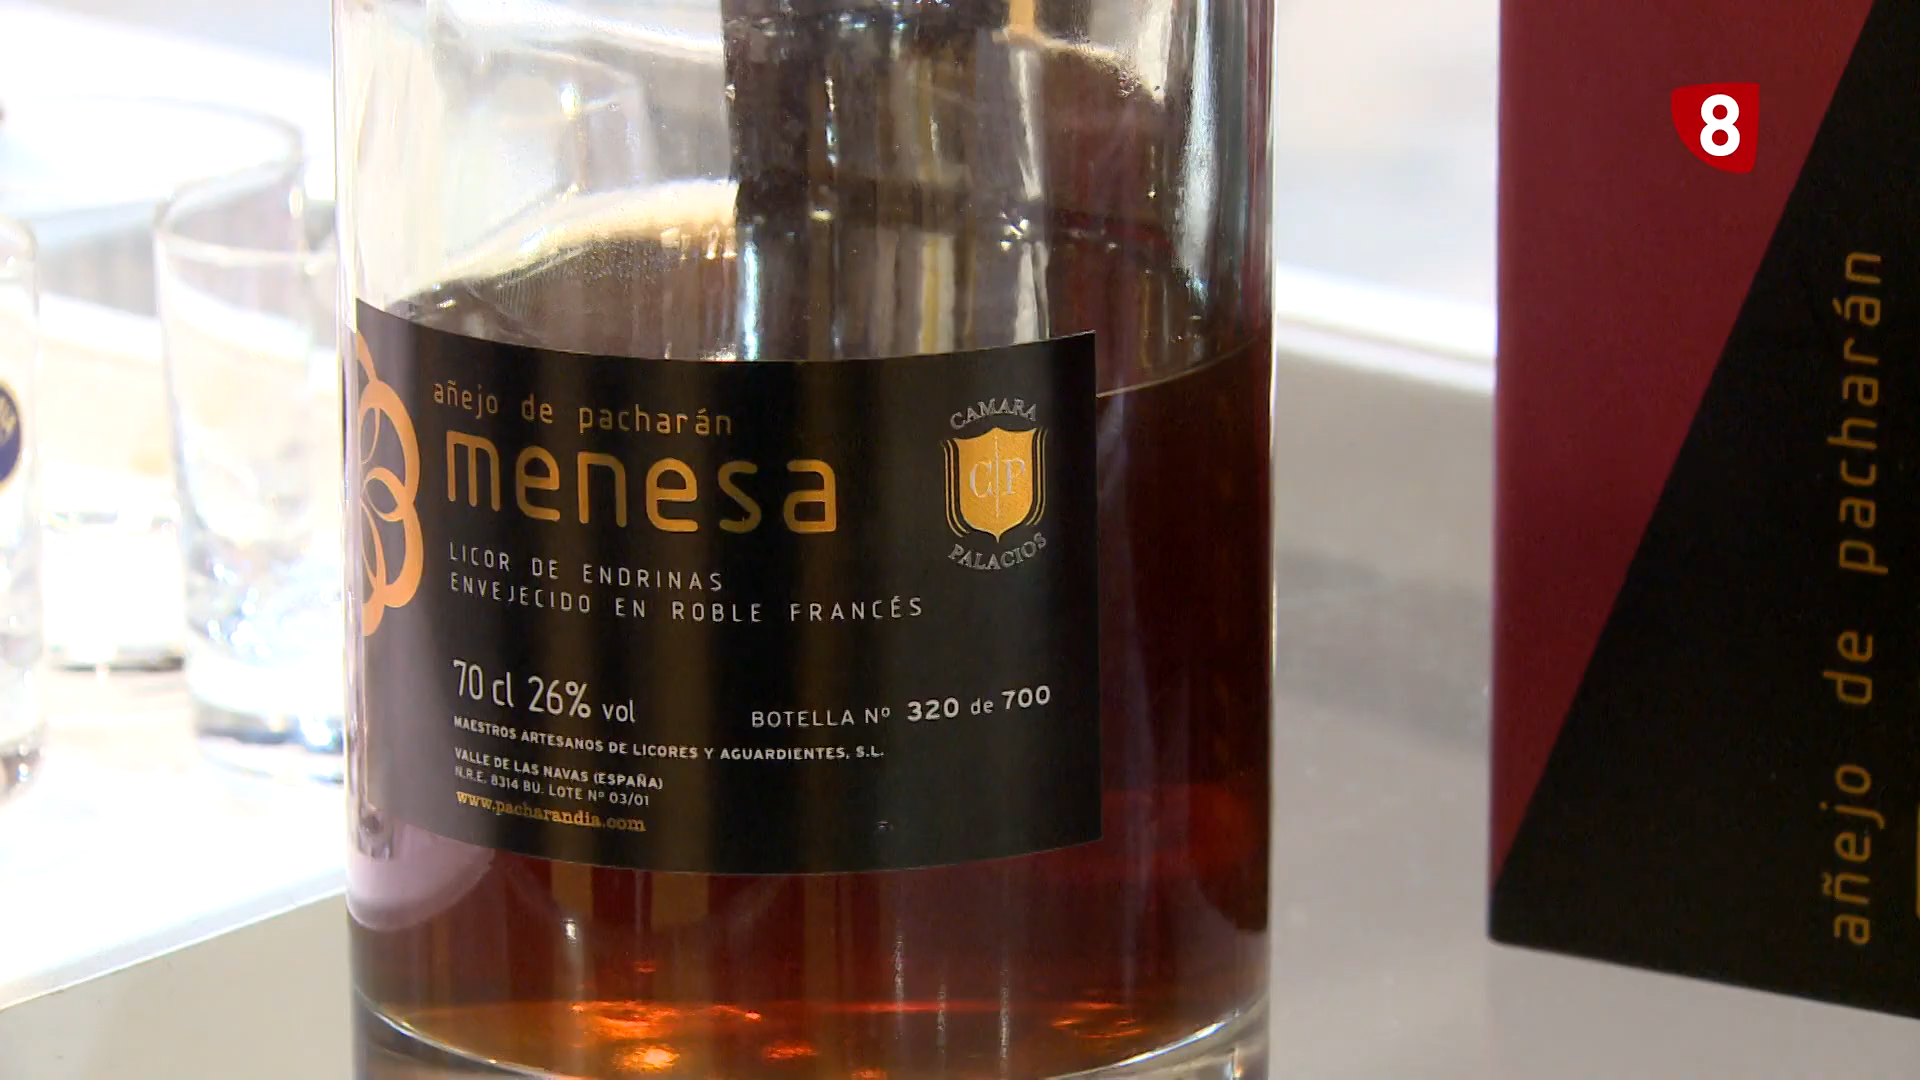 8
añejo de pacharán
menesa
LICOR DE ENDRINAS
ENVEJECIDO EN ROBLE FRANCÉS
70 cl 26% vol
BOTELLA Nº 320 de 700
MAESTROS ARTESANOS DE LICORES Y AGUARDIENTES, S.L.
VALLE DE LAS NAVAS (ESPAÑA)
N.R.E. 8314 BU. LOTE Nº 03/01
www.pacharandia.com
CAMARA
CP
PALACIOS
añejo de pacharán